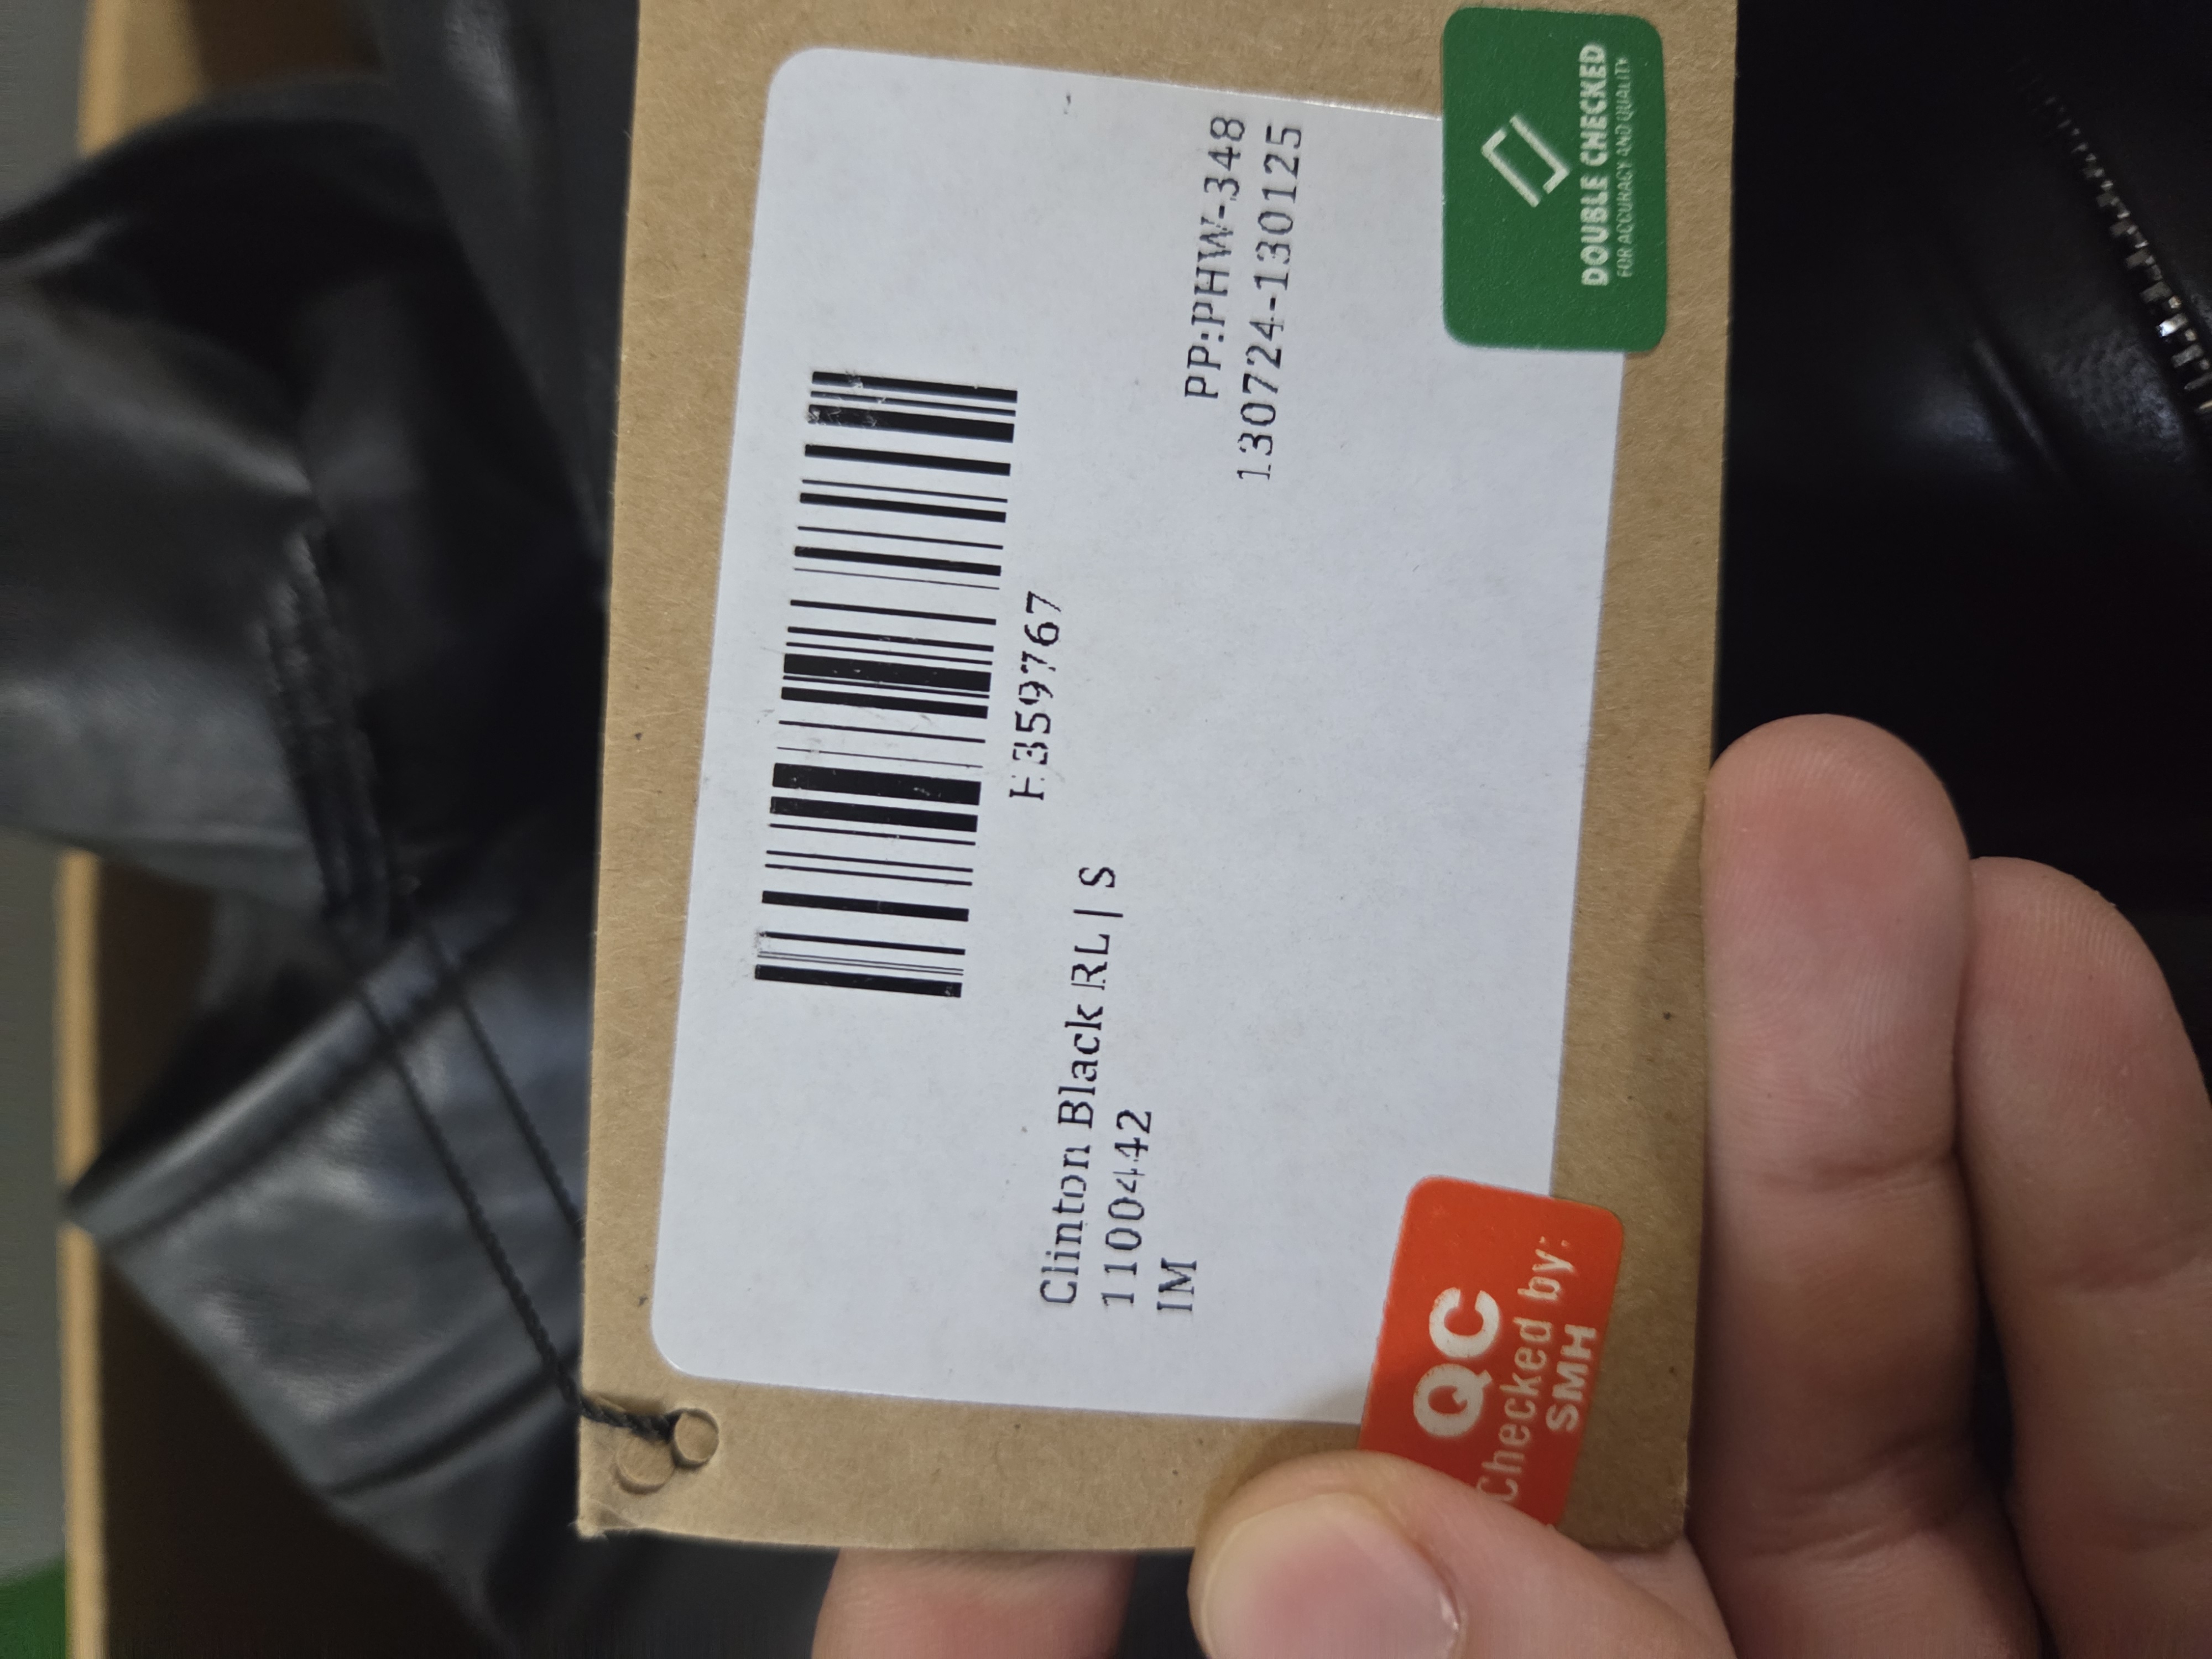 H359767
Clinton Black RL | S
1100442
IM
PP:PHW-348
130724-130125
QC
Checked by:
SMH
DOUBLE CHECKED
FOR ACCURACY AND QUALITY